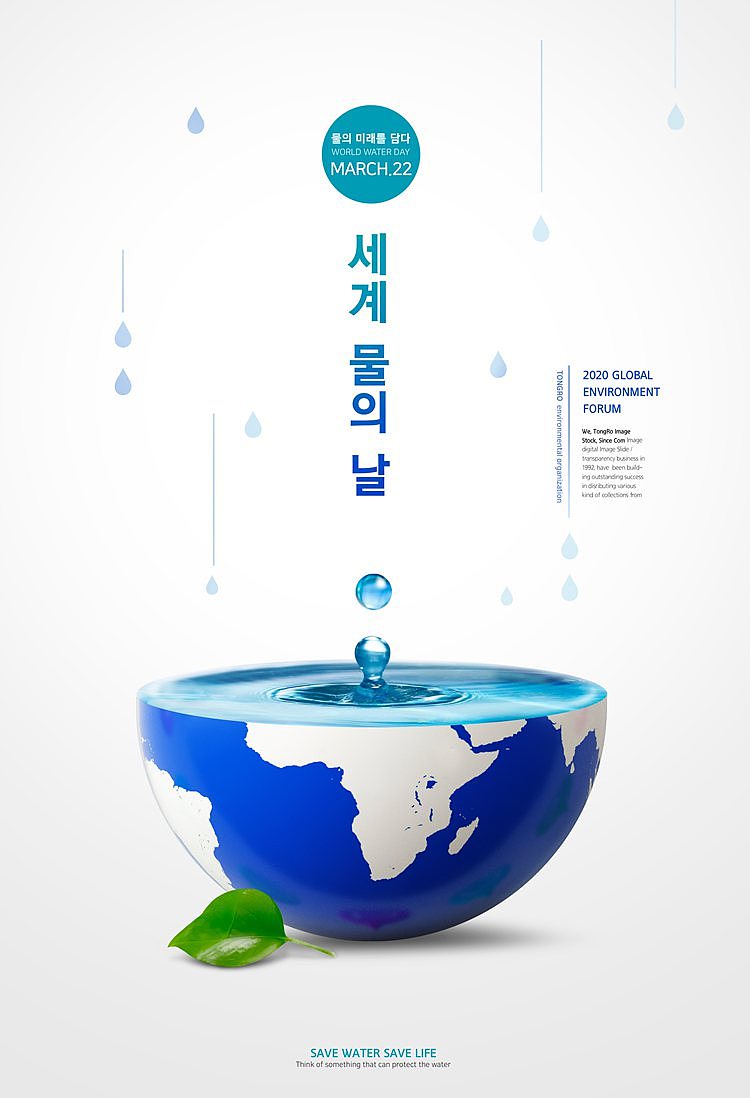 물의 미래를 담다
WORLD WATER DAY
MARCH.22
세계 물의 날
TONGRO environmental organization
2020 GLOBAL
ENVIRONMENT
FORUM
We, TongRo Image
Stock, Since Com Image
digital Image Slide /
transparency business in
1992, have been build-
ing outstanding success
in disributing various
kind of collections from
SAVE WATER SAVE LIFE
Think of something that can protect the water